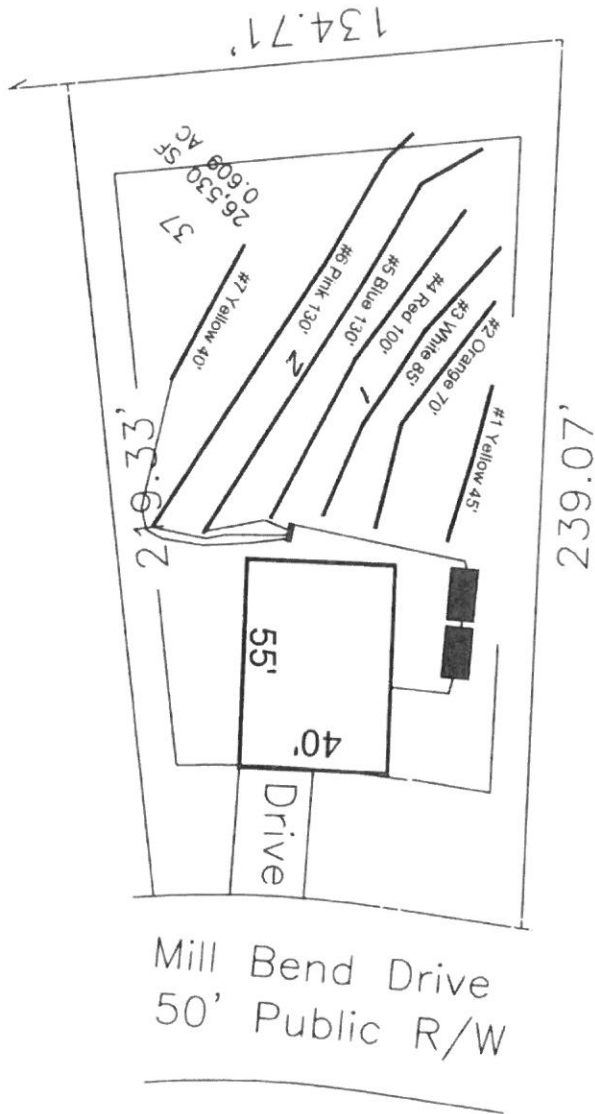 134.71'
37
26,530 SF
0.609 AC
#7 Yellow 40'
#6 Pink 130'
2
#5 Blue 130'
#4 Red 100'
1
#3 White 85'
#2 Orange 70'
#1 Yellow 45'
219.33'
239.07'
55'
40'
Drive
Mill Bend Drive
50' Public R/W